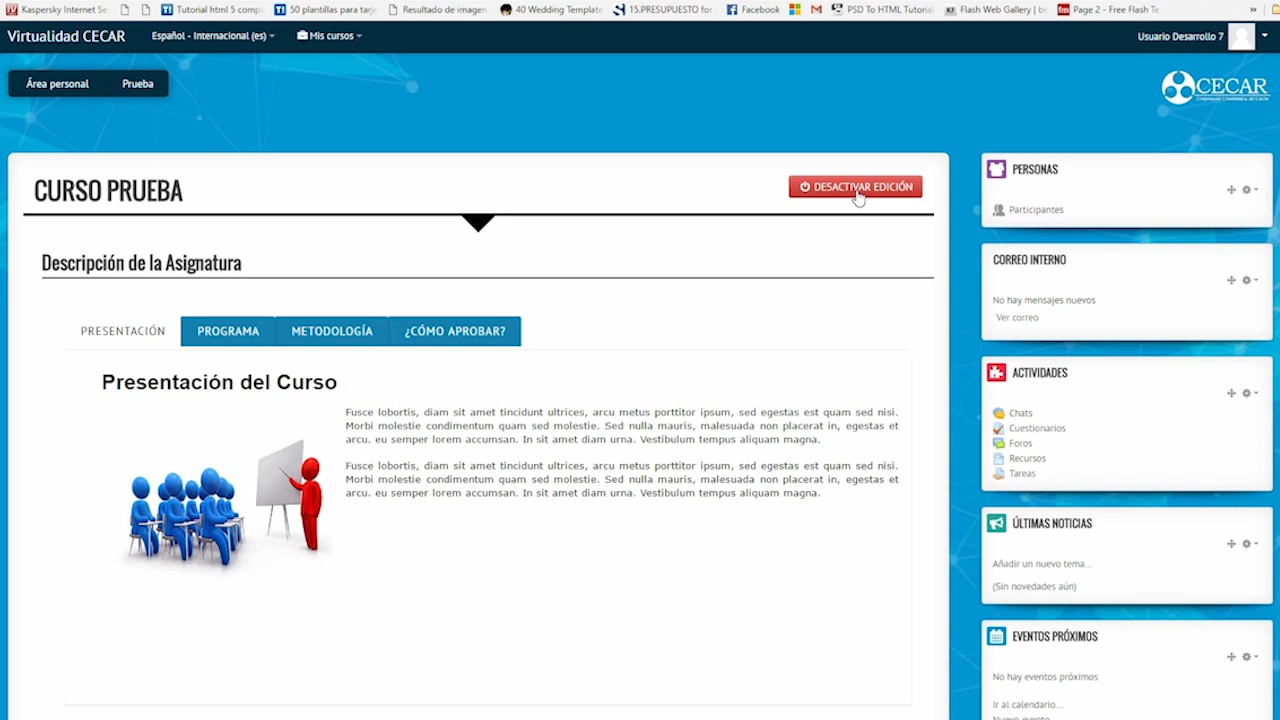 Kaspersky Internet Se
Tutorial html 5 compl
50 plantillas para tarje
Resultado de imagen
40 Wedding Template
15.PRESUPUESTO for
Facebook
PSD To HTML Tutorial
Flash Web Gallery | be
Page 2 - Free Flash Te
»
Virtualidad CECAR
Español - Internacional (es)
Mis cursos
Usuario Desarrollo 7
Área personal
Prueba
CECAR
CURSO PRUEBA
DESACTIVAR EDICIÓN
Descripción de la Asignatura
PRESENTACIÓN
PROGRAMA
METODOLOGÍA
¿CÓMO APROBAR?
Presentación del Curso
Fusce lobortis, diam sit amet tincidunt ultrices, arcu metus porttitor ipsum, sed egestas est quam sed nisi.
Morbi molestie condimentum quam sed molestie. Sed nulla mauris, malesuada non placerat in, egestas et
arcu. eu semper lorem accumsan. In sit amet diam urna. Vestibulum tempus aliquam magna.
Fusce lobortis, diam sit amet tincidunt ultrices, arcu metus porttitor ipsum, sed egestas est quam sed nisi.
Morbi molestie condimentum quam sed molestie. Sed nulla mauris, malesuada non placerat in, egestas et
arcu. eu semper lorem accumsan. In sit amet diam urna. Vestibulum tempus aliquam magna.
PERSONAS
Participantes
CORREO INTERNO
No hay mensajes nuevos
Ver correo
ACTIVIDADES
Chats
Cuestionarios
Foros
Recursos
Tareas
ÚLTIMAS NOTICIAS
Añadir un nuevo tema...
(Sin novedades aún)
EVENTOS PRÓXIMOS
No hay eventos próximos
Ir al calendario...
Nuevo evento